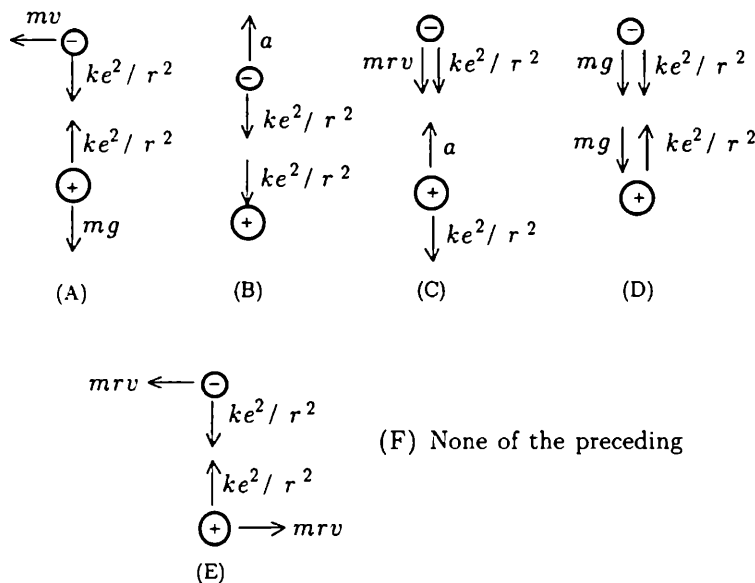 mv − ke²/ r² ke²/ r² + mg (A)
a − ke²/ r² ke²/ r² + (B)
− mrv ke²/ r² a + ke²/ r² (C)
− mg ke²/ r² mg ke²/ r² + (D)
mrv − ke²/ r² ke²/ r² + mrv (E)
(F) None of the preceding